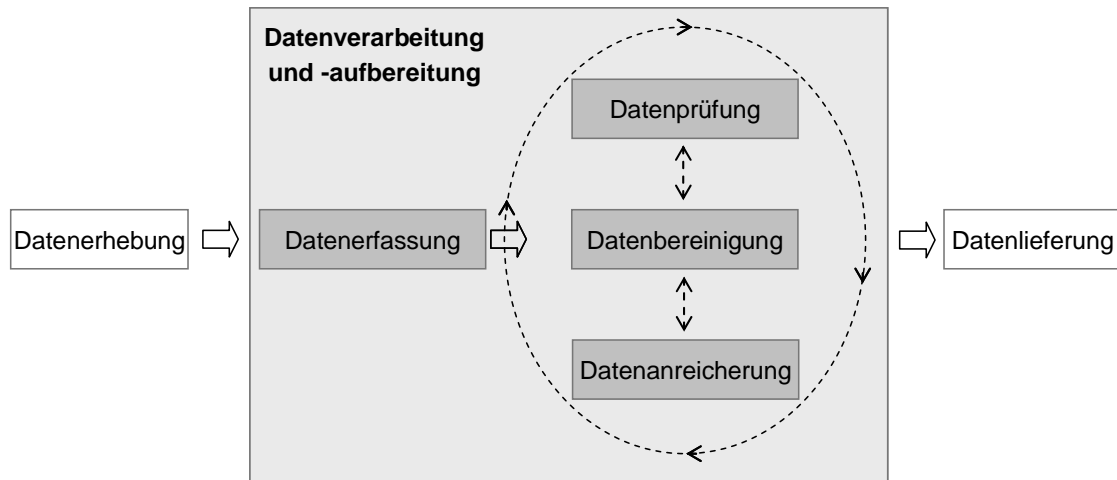 Datenverarbeitung
und -aufbereitung
Datenprüfung
Datenerhebung
Datenerfassung
Datenbereinigung
Datenlieferung
Datenanreicherung